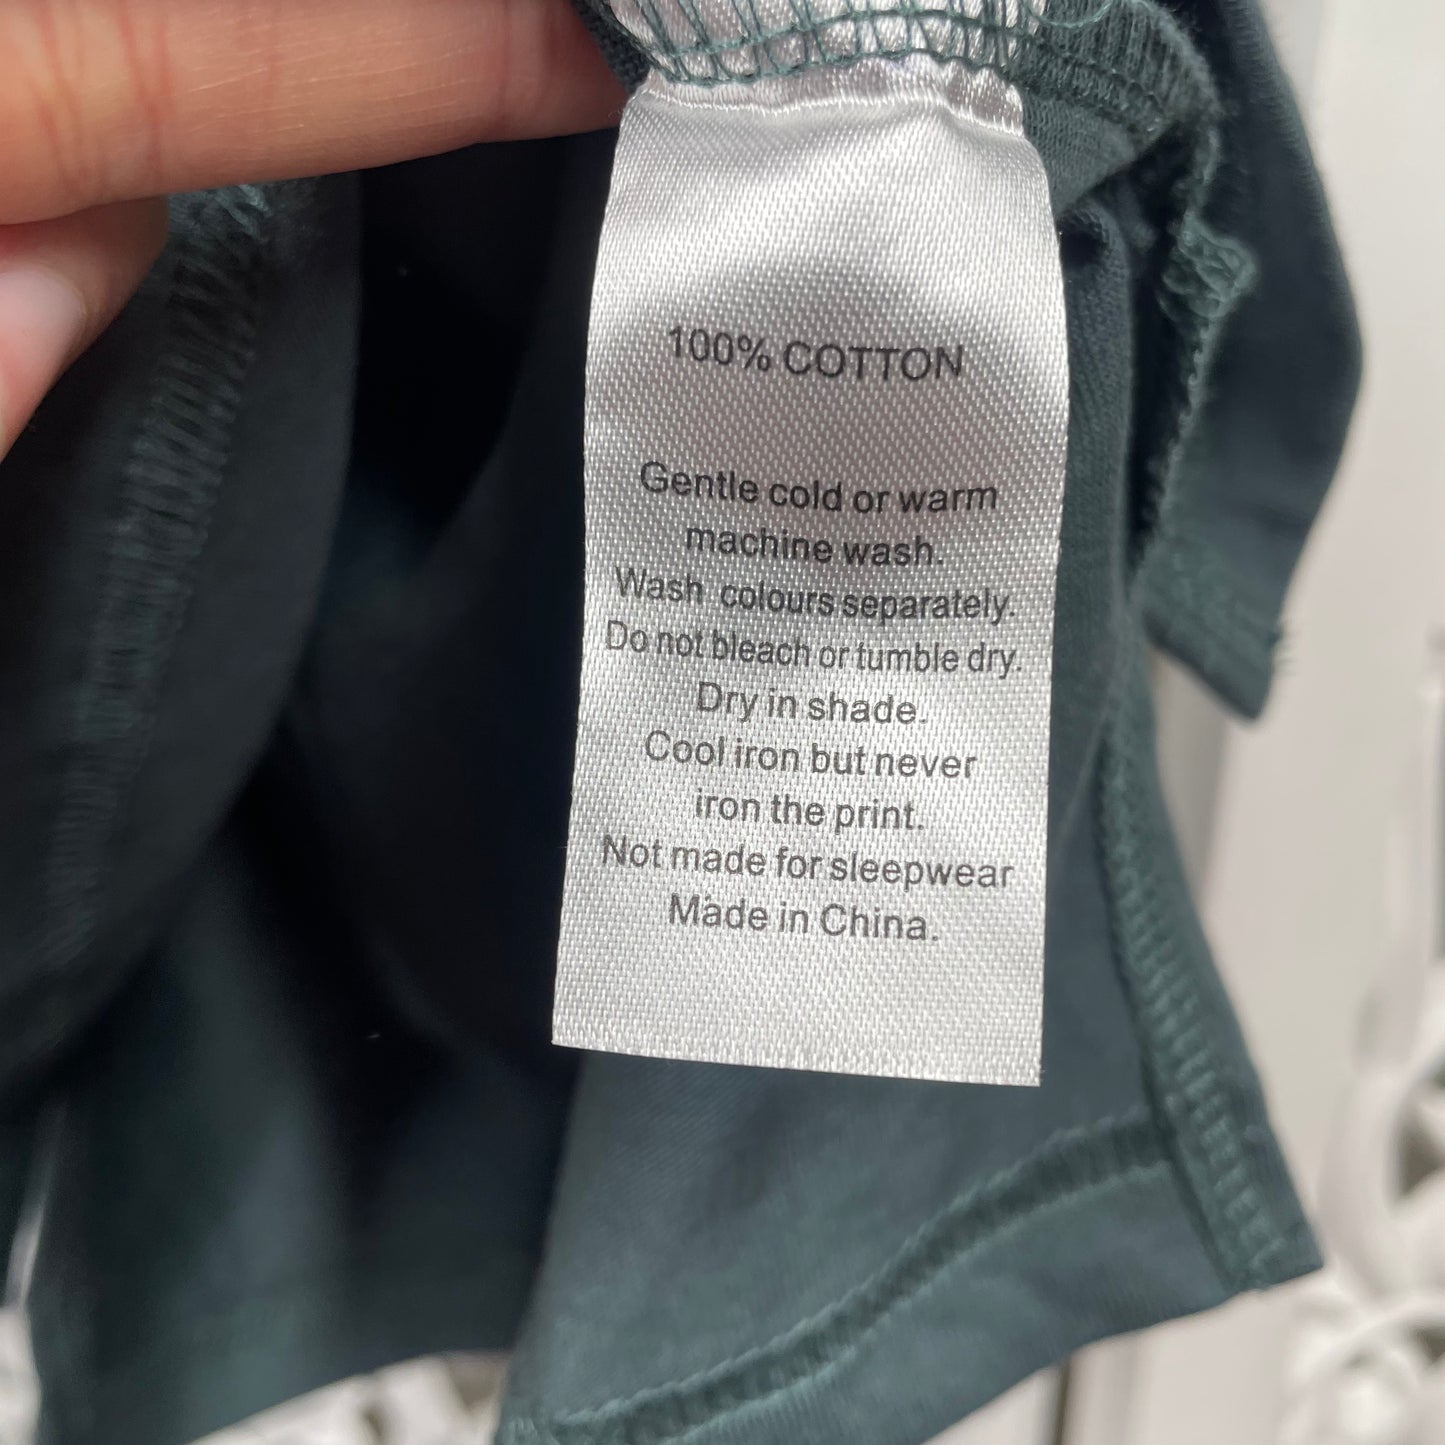 100% COTTON
Gentle cold or warm
machine wash.
Wash colours separately.
Do not bleach or tumble dry.
Dry in shade.
Cool iron but never
iron the print.
Not made for sleepwear
Made in China.